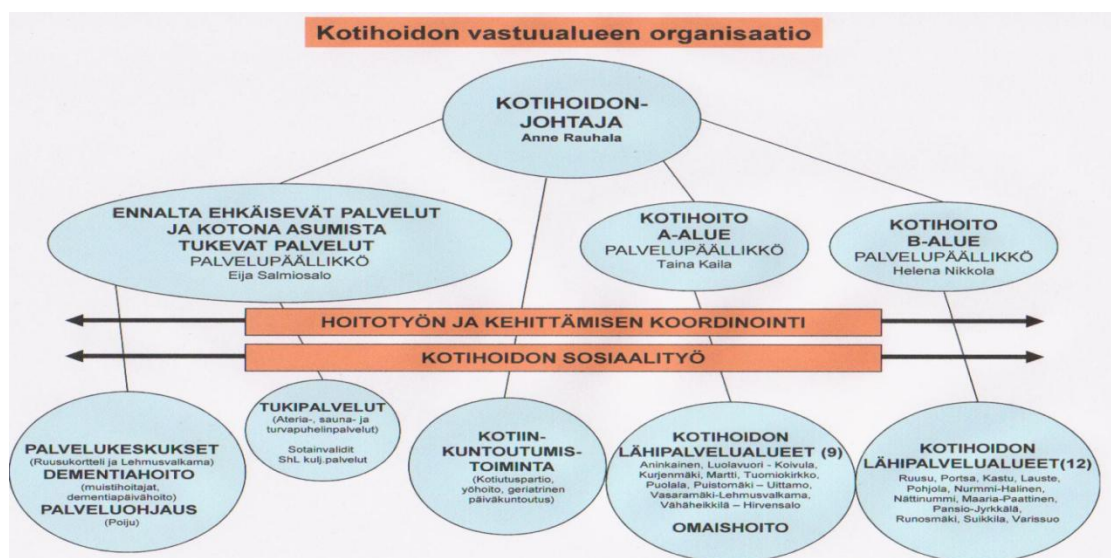 Kotihoidon vastuualueen organisaatio
KOTIHOIDON-
JOHTAJA
Anne Rauhala
ENNALTA EHKÄISEVÄT PALVELUT
JA KOTONA ASUMISTA
TUKEVAT PALVELUT
PALVELUPÄÄLLIKKÖ
Eija Salmiosalo
KOTIHOITO
A-ALUE
PALVELUPÄÄLLIKKÖ
Taina Kaila
KOTIHOITO
B-ALUE
PALVELUPÄÄLLIKKÖ
Helena Nikkola
HOITOTYÖN JA KEHITTÄMISEN KOORDINOINTI
KOTIHOIDON SOSIAALITYÖ
PALVELUKESKUKSET
(Ruusukortteli ja Lehmusvalkama)
DEMENTIAHOITO
(muistihoitajat,
dementiapäivähoito)
PALVELUOHJAUS
(Poiju)
TUKIPALVELUT
(Ateria-, sauna- ja
turvapuhelinpalvelut)
Sotainvalidit
ShL kulj.palvelut
KOTIIN-
KUNTOUTUMIS-
TOIMINTA
(Kotiutuspartio,
yöhoito, geriatrinen
päiväkuntoutus)
KOTIHOIDON
LÄHIPALVELUALUEET (9)
Aninkainen, Luolavuori - Koivula,
Kurjenmäki, Martti, Tuomiokirkko,
Puolala, Puistomäki – Uittamo,
Vasaramäki-Lehmusvalkama,
Vähäheikkilä – Hirvensalo
OMAISHOITO
KOTIHOIDON
LÄHIPALVELUALUEET(12)
Ruusu, Portsa, Kastu, Lauste,
Pohjola, Nurmmi-Halinen,
Nättinummi, Maaria-Paattinen,
Pansio-Jyrkkälä,
Runosmäki, Suikkila, Varissuo